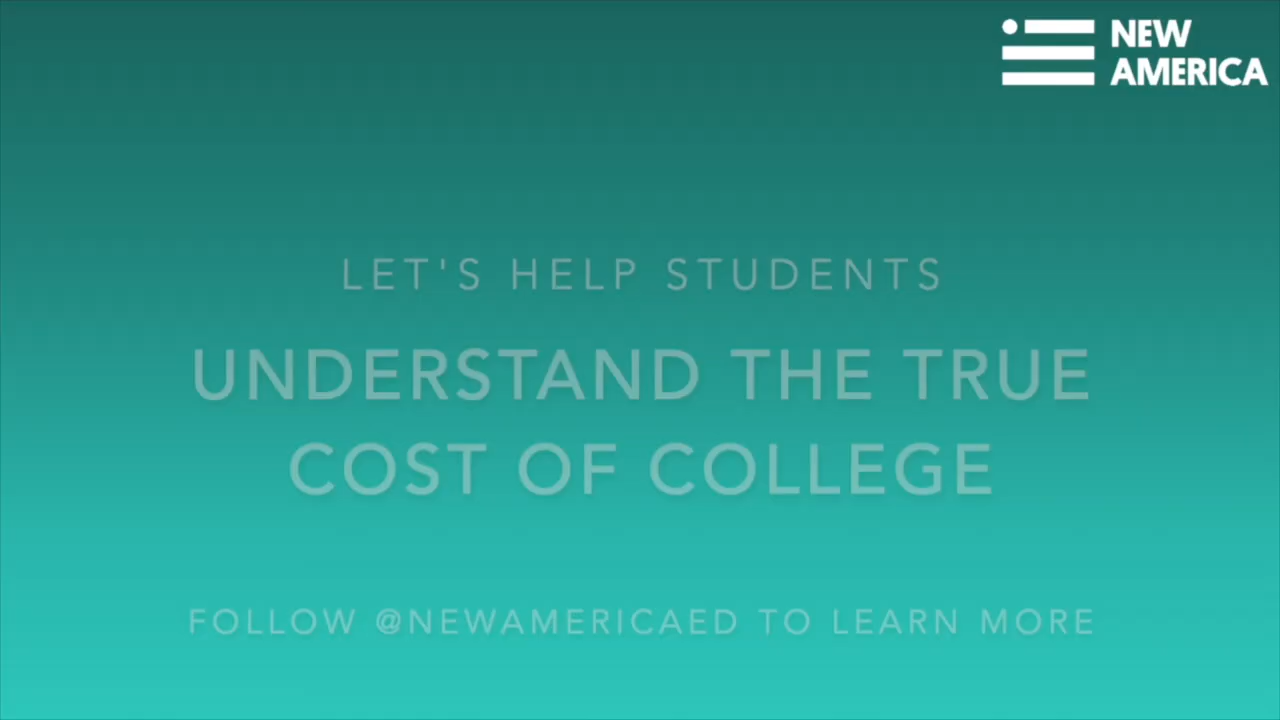 NEW
AMERICA
LET'S HELP STUDENTS
UNDERSTAND THE TRUE
COST OF COLLEGE
FOLLOW @NEWAMERICAED TO LEARN MORE